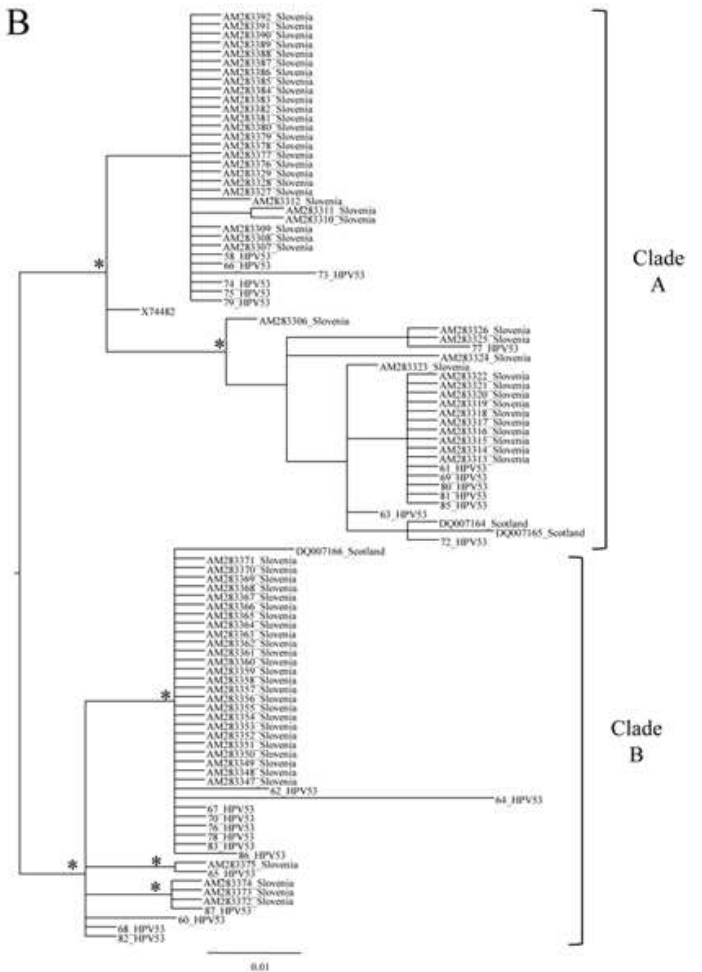 B
AM283392_Slovenia
AM283391_Slovenia
AM283390_Slovenia
AM283389_Slovenia
AM283388_Slovenia
AM283387_Slovenia
AM283386_Slovenia
AM283385_Slovenia
AM283384_Slovenia
AM283383_Slovenia
AM283382_Slovenia
AM283381_Slovenia
AM283380_Slovenia
AM283379_Slovenia
AM283378_Slovenia
AM283377_Slovenia
AM283376_Slovenia
AM283329_Slovenia
AM283328_Slovenia
AM283327_Slovenia
AM283312_Slovenia
AM283311_Slovenia
AM283310_Slovenia
AM283309_Slovenia
AM283308_Slovenia
AM283307_Slovenia
58_HPV53
66_HPV53
73_HPV53
74_HPV53
75_HPV53
79_HPV53
*
X74482
AM283306_Slovenia
*
AM283326_Slovenia
AM283325_Slovenia
77_HPV53
AM283324_Slovenia
AM283323_Slovenia
AM283322_Slovenia
AM283321_Slovenia
AM283320_Slovenia
AM283319_Slovenia
AM283318_Slovenia
AM283317_Slovenia
AM283316_Slovenia
AM283315_Slovenia
AM283314_Slovenia
AM283313_Slovenia
61_HPV53
69_HPV53
80_HPV53
81_HPV53
85_HPV53
63_HPV53
DQ007164_Scotland
DQ007165_Scotland
72_HPV53
Clade
A
DQ007166_Scotland
AM283371_Slovenia
AM283370_Slovenia
AM283369_Slovenia
AM283368_Slovenia
AM283367_Slovenia
AM283366_Slovenia
AM283365_Slovenia
AM283364_Slovenia
AM283363_Slovenia
AM283362_Slovenia
AM283361_Slovenia
AM283360_Slovenia
AM283359_Slovenia
AM283358_Slovenia
AM283357_Slovenia
AM283356_Slovenia
AM283355_Slovenia
AM283354_Slovenia
AM283353_Slovenia
AM283352_Slovenia
AM283351_Slovenia
AM283350_Slovenia
AM283349_Slovenia
AM283348_Slovenia
AM283347_Slovenia
*
62_HPV53
64_HPV53
67_HPV53
70_HPV53
76_HPV53
78_HPV53
83_HPV53
86_HPV53
*
*
AM283375_Slovenia
65_HPV53
*
AM283374_Slovenia
AM283373_Slovenia
AM283372_Slovenia
87_HPV53
60_HPV53
68_HPV53
82_HPV53
Clade
B
0.01